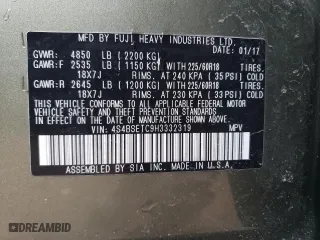 MFD BY FUJI HEAVY INDUSTRIES LTD.
DATE: 01/17
GVWR: 4850 LB (2200 KG)
GAWR:F 2535 LB (1150 KG) WITH 225/60R18
18X7J RIMS. AT 240 KPA (35 PSI) COLD
GAWR:R 2645 LB (1200 KG) WITH 225/60R18
18X7J RIMS. AT 230 KPA (33 PSI) COLD
THIS VEHICLE CONFORMS TO ALL APPLICABLE
FEDERAL MOTOR VEHICLE SAFETY, BUMPER,
AND THEFT PREVENTION STANDARDS IN EFFECT
ON THE DATE OF MANUFACTURE SHOWN ABOVE.
VIN: 4S4BSETC9H3332319 MPV
ASSEMBLED BY SIA INC. MADE IN U.S.A.